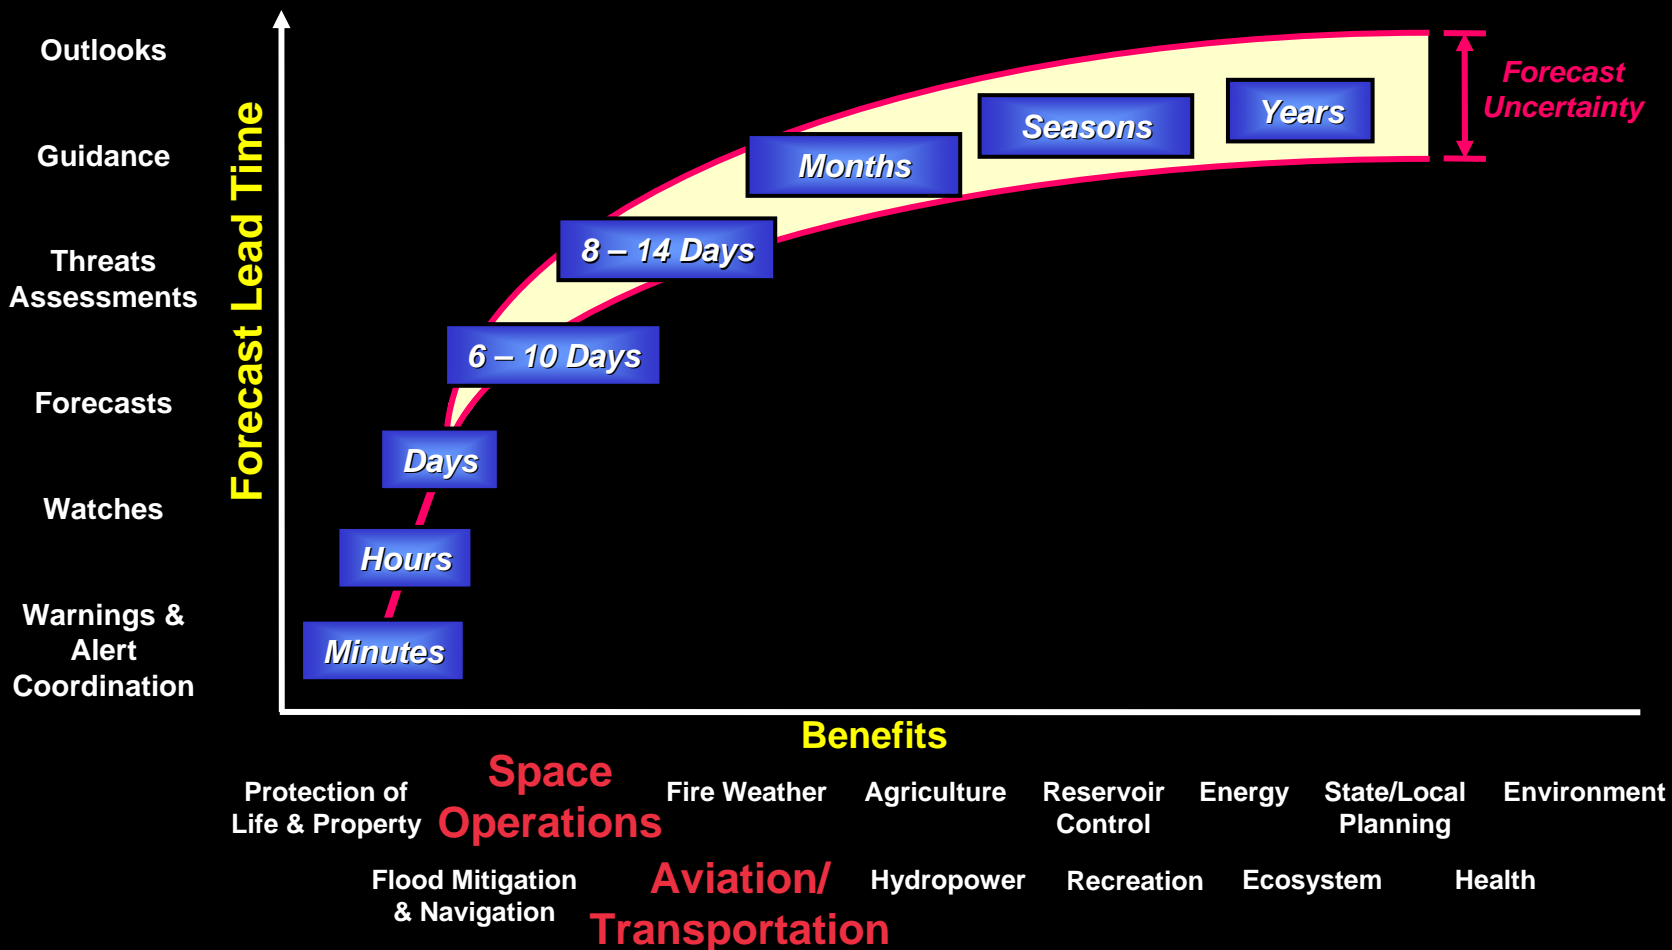 Outlooks
Guidance
Threats
Assessments
Forecasts
Watches
Warnings &
Alert
Coordination
Forecast Lead Time
Forecast
Uncertainty
Years
Seasons
Months
8 – 14 Days
6 – 10 Days
Days
Hours
Minutes
Benefits
Protection of
Life & Property
Space
Operations
Fire Weather
Agriculture
Reservoir
Control
Energy
State/Local
Planning
Environment
Flood Mitigation
& Navigation
Aviation/
Transportation
Hydropower
Recreation
Ecosystem
Health